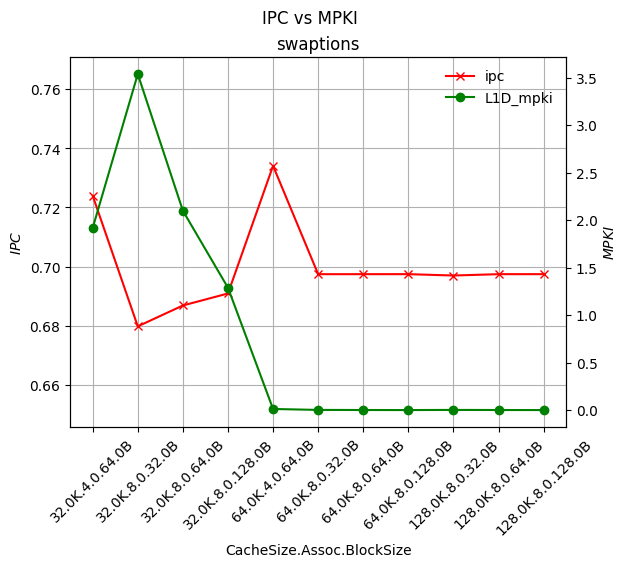 IPC vs MPKI
swaptions
ipc
L1D_mpki
0.76
0.74
0.72
0.70
0.68
0.66
IPC
3.5
3.0
2.5
2.0
1.5
1.0
0.5
0.0
MPKI
32.0K.4.0.64.0B
32.0K.8.0.32.0B
32.0K.8.0.64.0B
32.0K.8.0.128.0B
64.0K.4.0.64.0B
64.0K.8.0.32.0B
64.0K.8.0.64.0B
64.0K.8.0.128.0B
128.0K.8.0.32.0B
128.0K.8.0.64.0B
128.0K.8.0.128.0B
CacheSize.Assoc.BlockSize